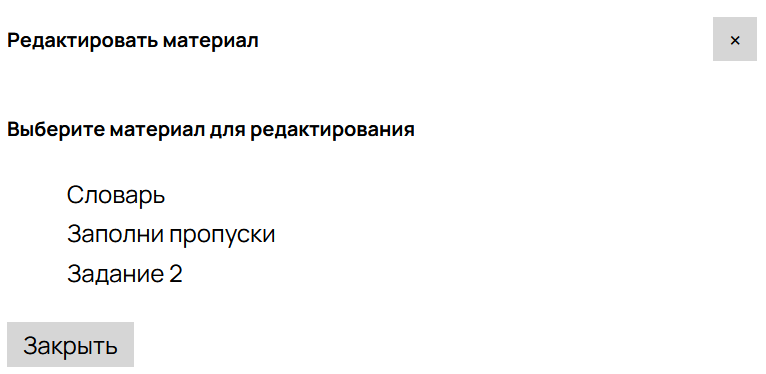 Редактировать материал ×
Выберите материал для редактирования
Словарь
Заполни пропуски
Задание 2
Закрыть